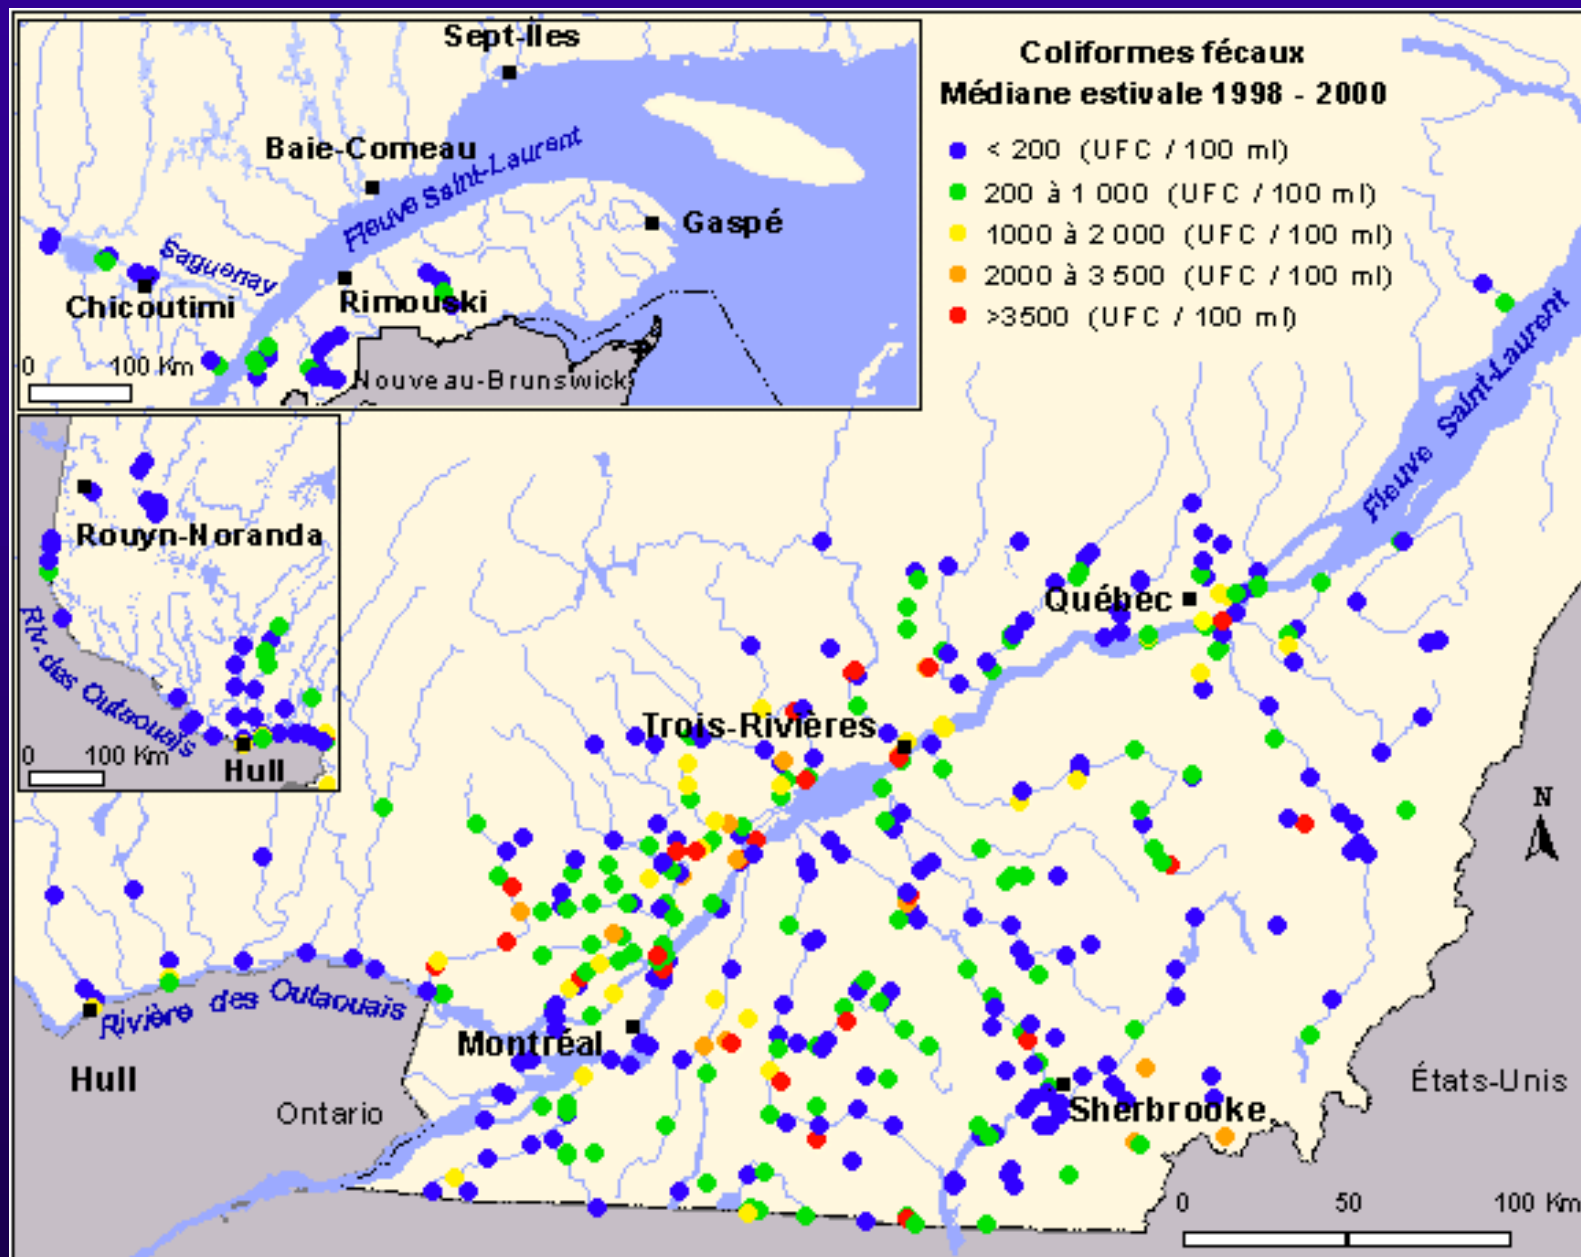 Sept-Iles
Baie-Comeau
Fleuve Saint-Laurent
Gaspé
Saguenay
Chicoutimi
Rimouski
0 100 Km
Nouveau-Brunswick
Coliformes fécaux
Médiane estivale 1998 - 2000
< 200 (UFC / 100 ml)
200 à 1 000 (UFC / 100 ml)
1000 à 2 000 (UFC / 100 ml)
2000 à 3 500 (UFC / 100 ml)
>3500 (UFC / 100 ml)
Fleuve Saint-Laurent
Rouyn-Noranda
Riv. des Outaouais
0 100 Km
Hull
Québec
Trois-Rivières
N
Rivière des Outaouais
Montréal
Hull
Ontario
Sherbrooke
États-Unis
0 50 100 Km